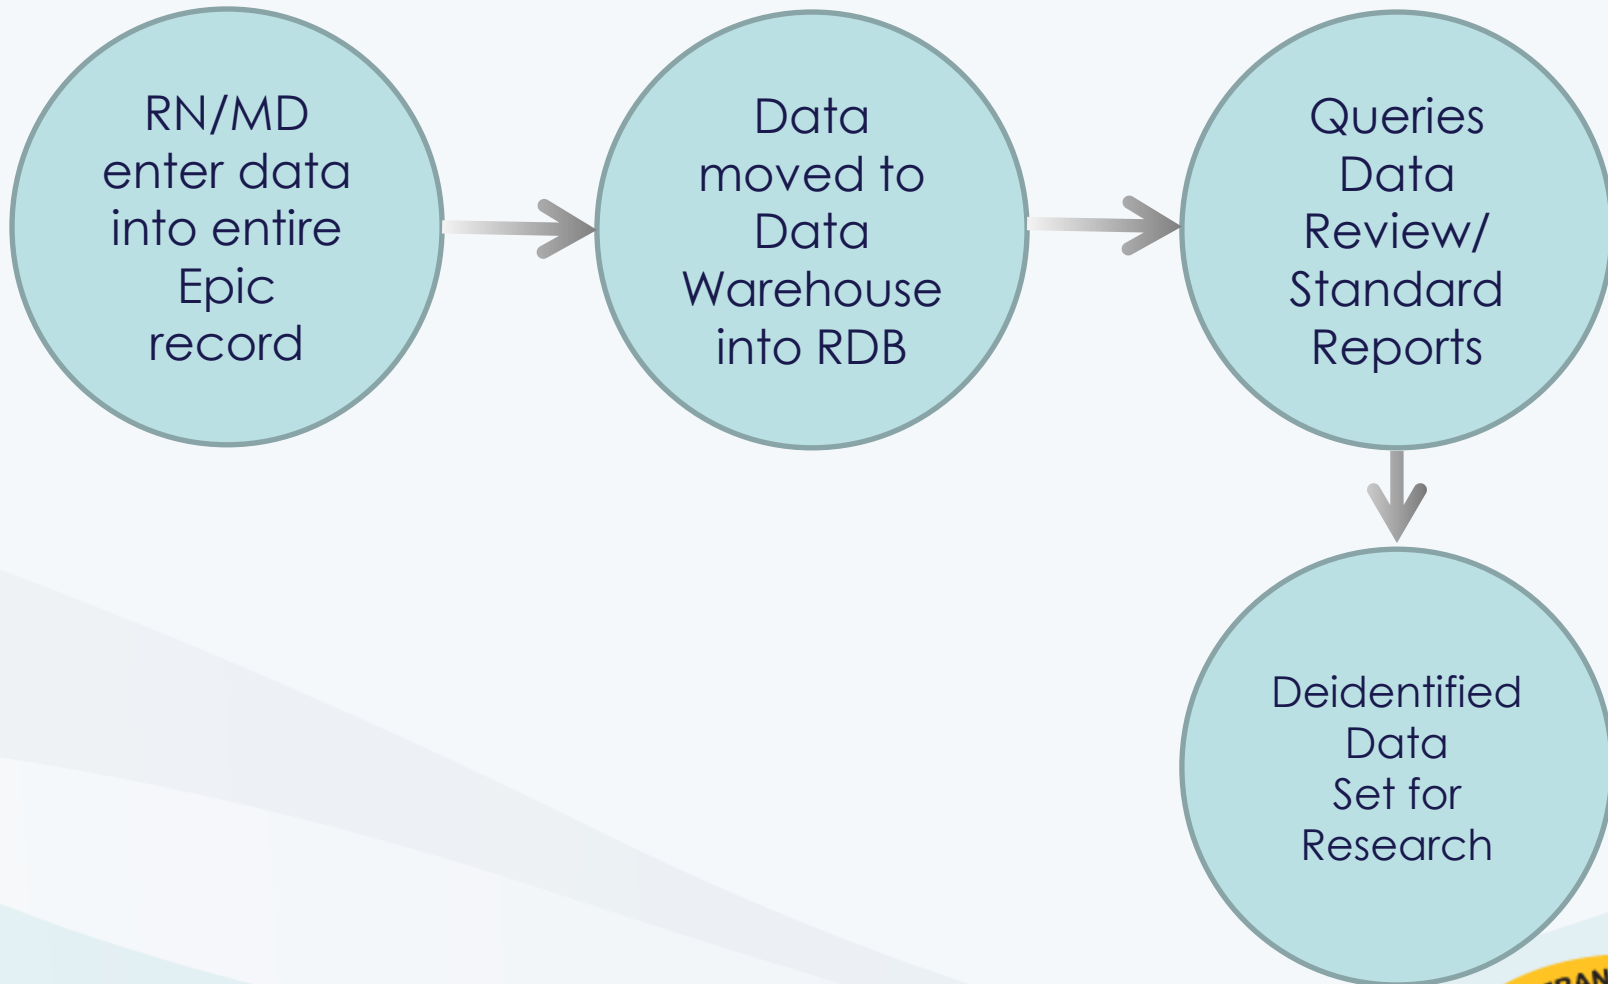 RN/MD
enter data
into entire
Epic
record
Data
moved to
Data
Warehouse
into RDB
Queries
Data
Review/
Standard
Reports
Deidentified
Data
Set for
Research